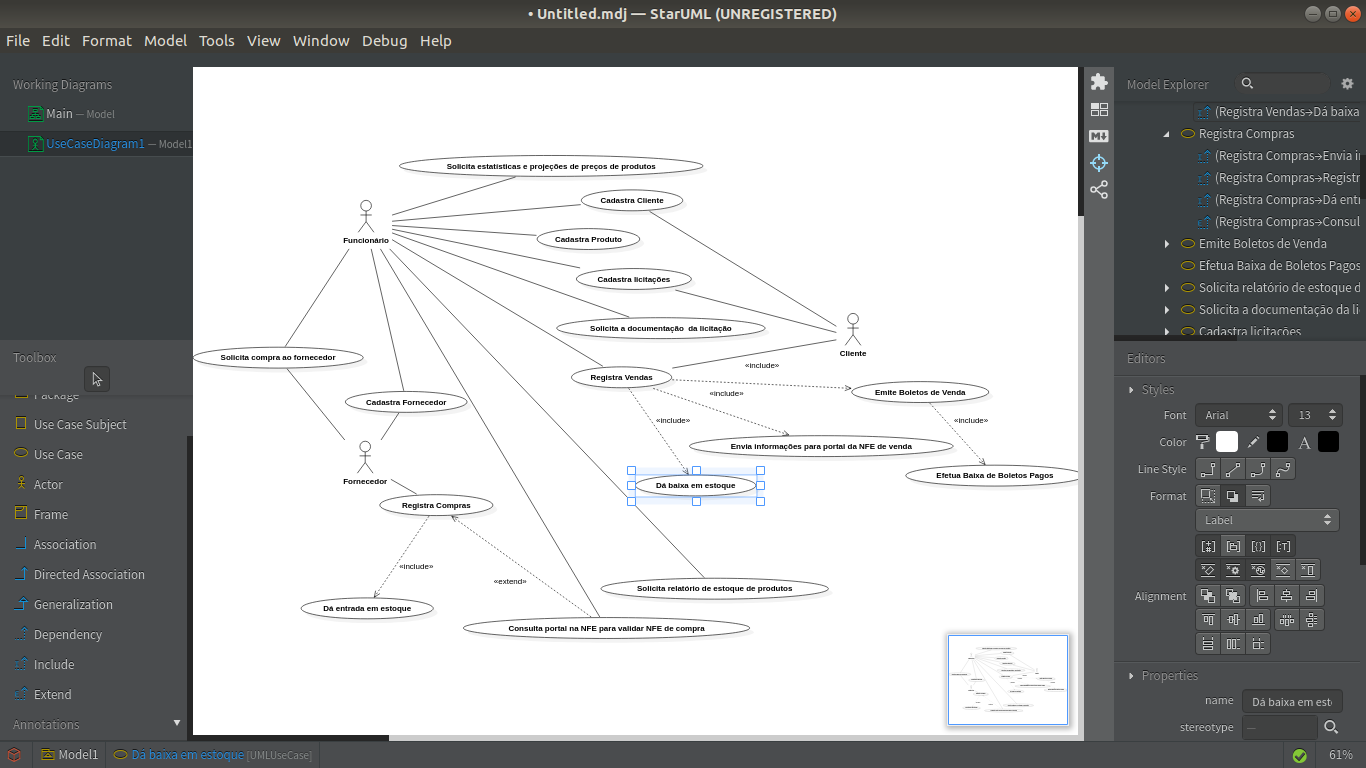 • Untitled.mdj — StarUML (UNREGISTERED)
File Edit Format Model Tools View Window Debug Help
Working Diagrams
Main — Model
UseCaseDiagram1 — Model1
Toolbox
Package
Use Case Subject
Use Case
Actor
Frame
Association
Directed Association
Generalization
Dependency
Include
Extend
Annotations
Solicita estatísticas e projeções de preços de produtos
Cadastra Cliente
Funcionário
Cadastra Produto
Cadastra licitações
Solicita a documentação  da licitação
Cliente
Solicita compra ao fornecedor
«include»
Registra Vendas
Emite Boletos de Venda
«include»
Cadastra Fornecedor
«include»
«include»
Envia informações para portal da NFE de venda
Fornecedor
Efetua Baixa de Boletos Pagos
Dá baixa em estoque
Registra Compras
«include»
«extend»
Solicita relatório de estoque de produtos
Dá entrada em estoque
Consulta portal na NFE para validar NFE de compra
M
Model Explorer
(Registra Vendas→Dá baixa
Registra Compras
(Registra Compras→Envia i
(Registra Compras→Registr
(Registra Compras→Dá ent
(Registra Compras→Consul
Emite Boletos de Venda
Efetua Baixa de Boletos Pagos
Solicita relatório de estoque d
Solicita a documentação da li
Cadastra licitações
Editors
Styles
Font Arial 13
Color A
Line Style
Format
Label
Alignment
Properties
name Dá baixa em est
stereotype —
Model1 Dá baixa em estoque [UMLUseCase]
61%